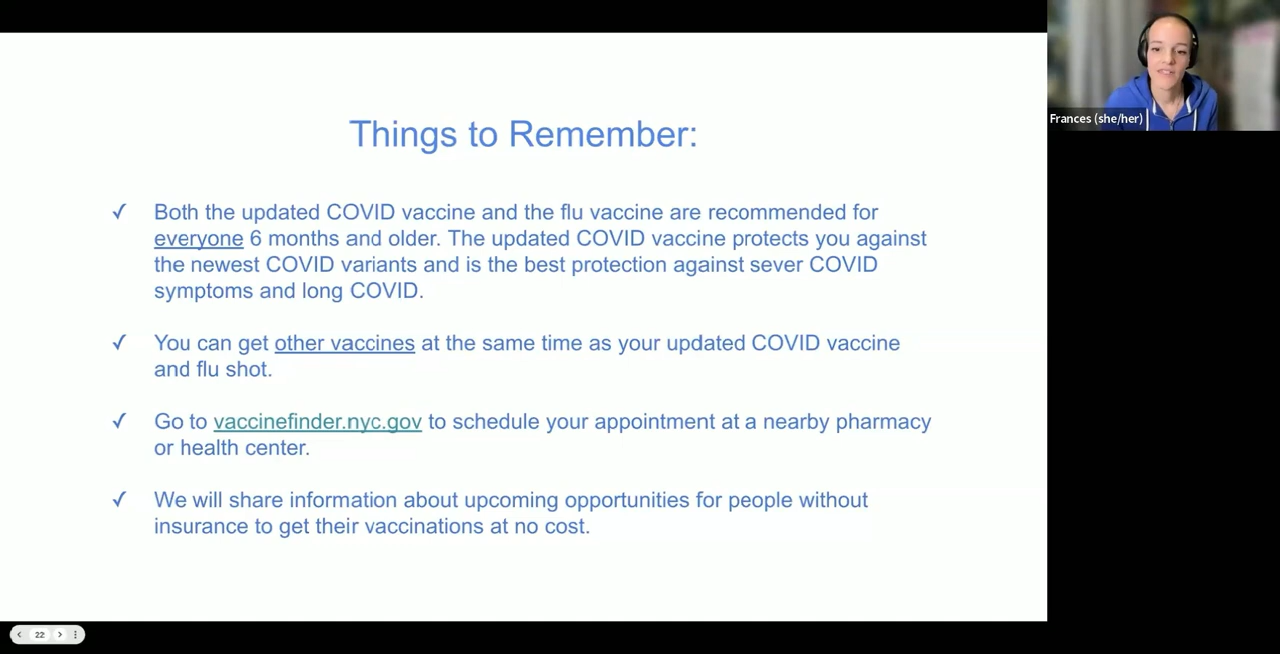 Things to Remember:
✓ Both the updated COVID vaccine and the flu vaccine are recommended for
everyone 6 months and older. The updated COVID vaccine protects you against
the newest COVID variants and is the best protection against sever COVID
symptoms and long COVID.
✓ You can get other vaccines at the same time as your updated COVID vaccine
and flu shot.
✓ Go to vaccinefinder.nyc.gov to schedule your appointment at a nearby pharmacy
or health center.
✓ We will share information about upcoming opportunities for people without
insurance to get their vaccinations at no cost.
Frances (she/her)
22